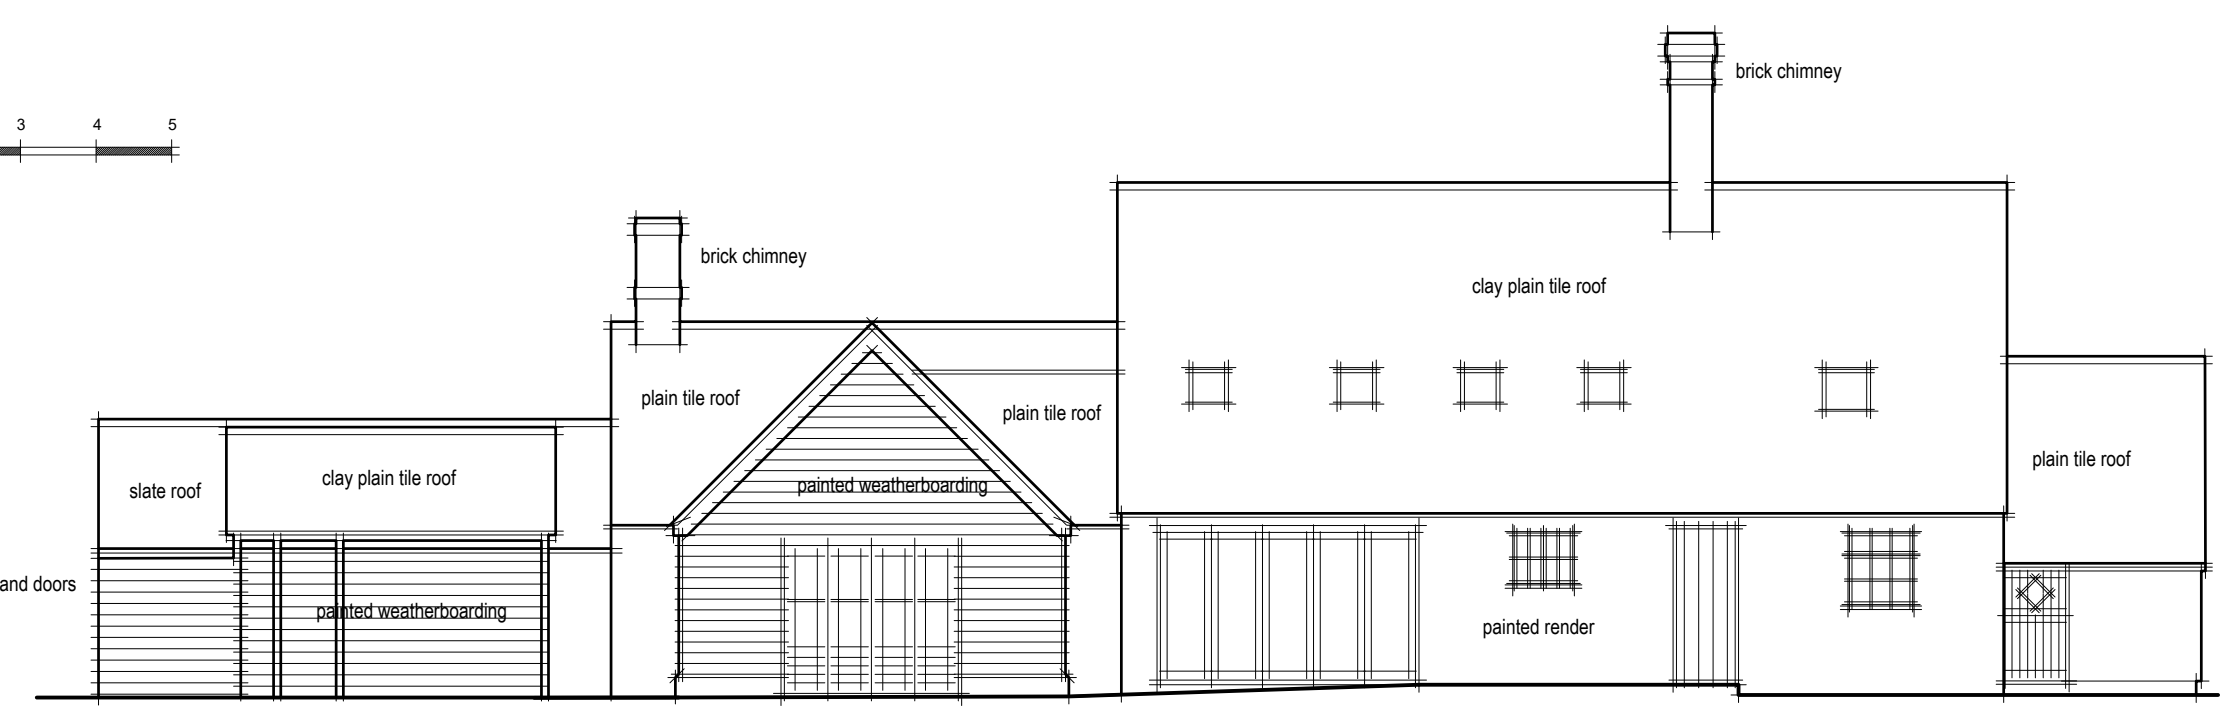 brick chimney
3 4 5
brick chimney
clay plain tile roof
plain tile roof
plain tile roof
plain tile roof
clay plain tile roof
slate roof
painted weatherboarding
and doors
painted weatherboarding
painted render